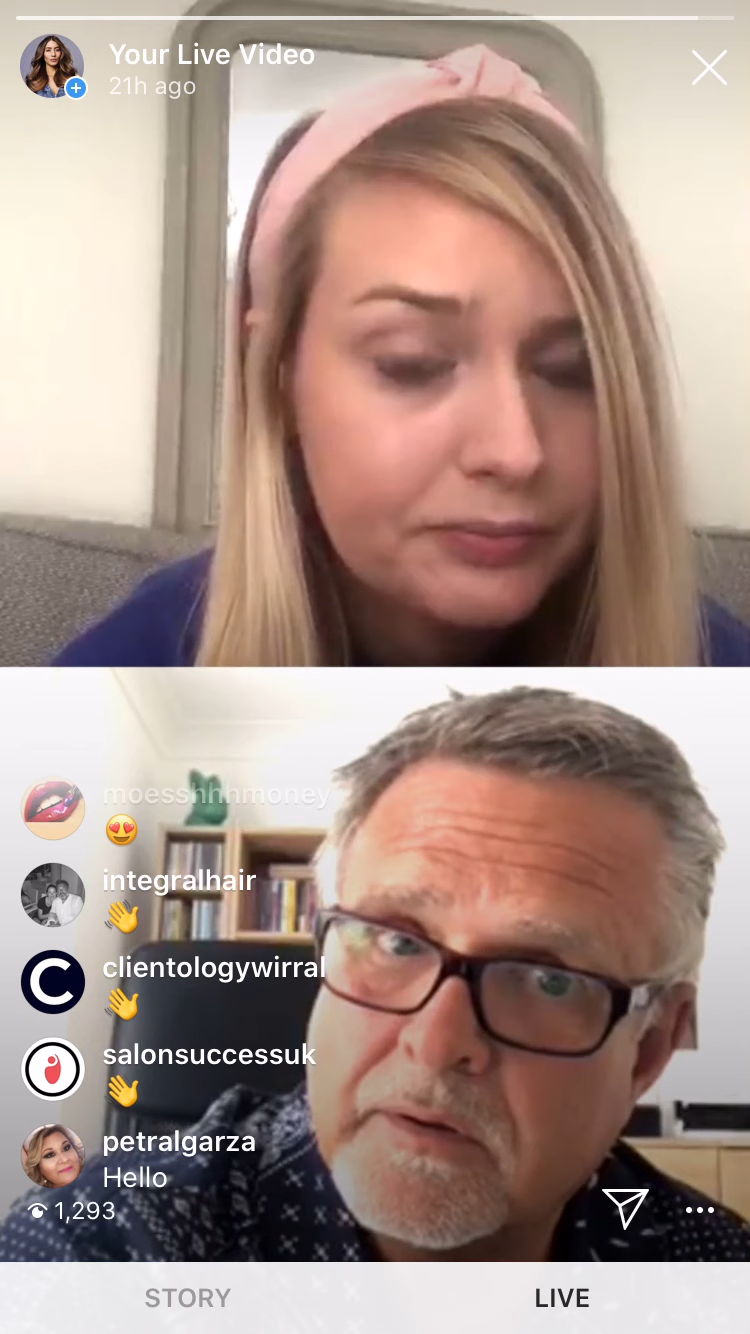 Your Live Video
21h ago
moesshhhmoney
😍
integralhair
👋
clientologywirral
👋
salonsuccessuk
👋
petralgarza
Hello
1,293
STORY
LIVE